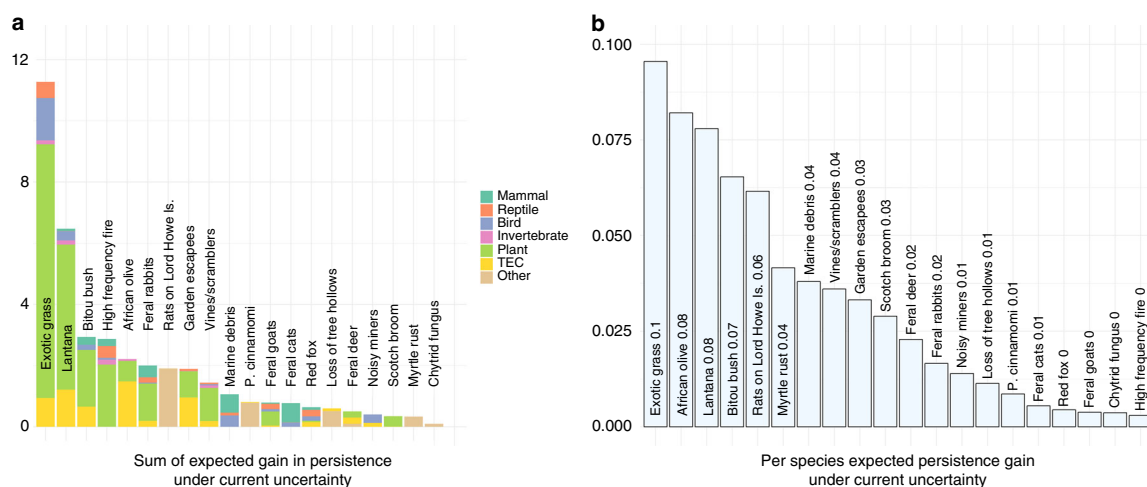 a
12
8
4
0
Exotic grass
Lantana
Bitou bush
High frequency fire
African olive
Feral rabbits
Rats on Lord Howe Is.
Garden escapees
Vines/scramblers
Marine debris
P. cinnamomi
Feral goats
Feral cats
Red fox
Loss of tree hollows
Feral deer
Noisy miners
Scotch broom
Myrtle rust
Chytrid fungus
Sum of expected gain in persistence
under current uncertainty
Mammal
Reptile
Bird
Invertebrate
Plant
TEC
Other
b
0.100
0.075
0.050
0.025
0.000
Exotic grass 0.1
African olive 0.08
Lantana 0.08
Bitou bush 0.07
Rats on Lord Howe Is. 0.06
Myrtle rust 0.04
Marine debris 0.04
Vines/scramblers 0.04
Garden escapees 0.03
Scotch broom 0.03
Feral deer 0.02
Feral rabbits 0.02
Noisy miners 0.01
Loss of tree hollows 0.01
P. cinnamomi 0.01
Feral cats 0.01
Red fox 0
Feral goats 0
Chytrid fungus 0
High frequency fire 0
Per species expected persistence gain
under current uncertainty